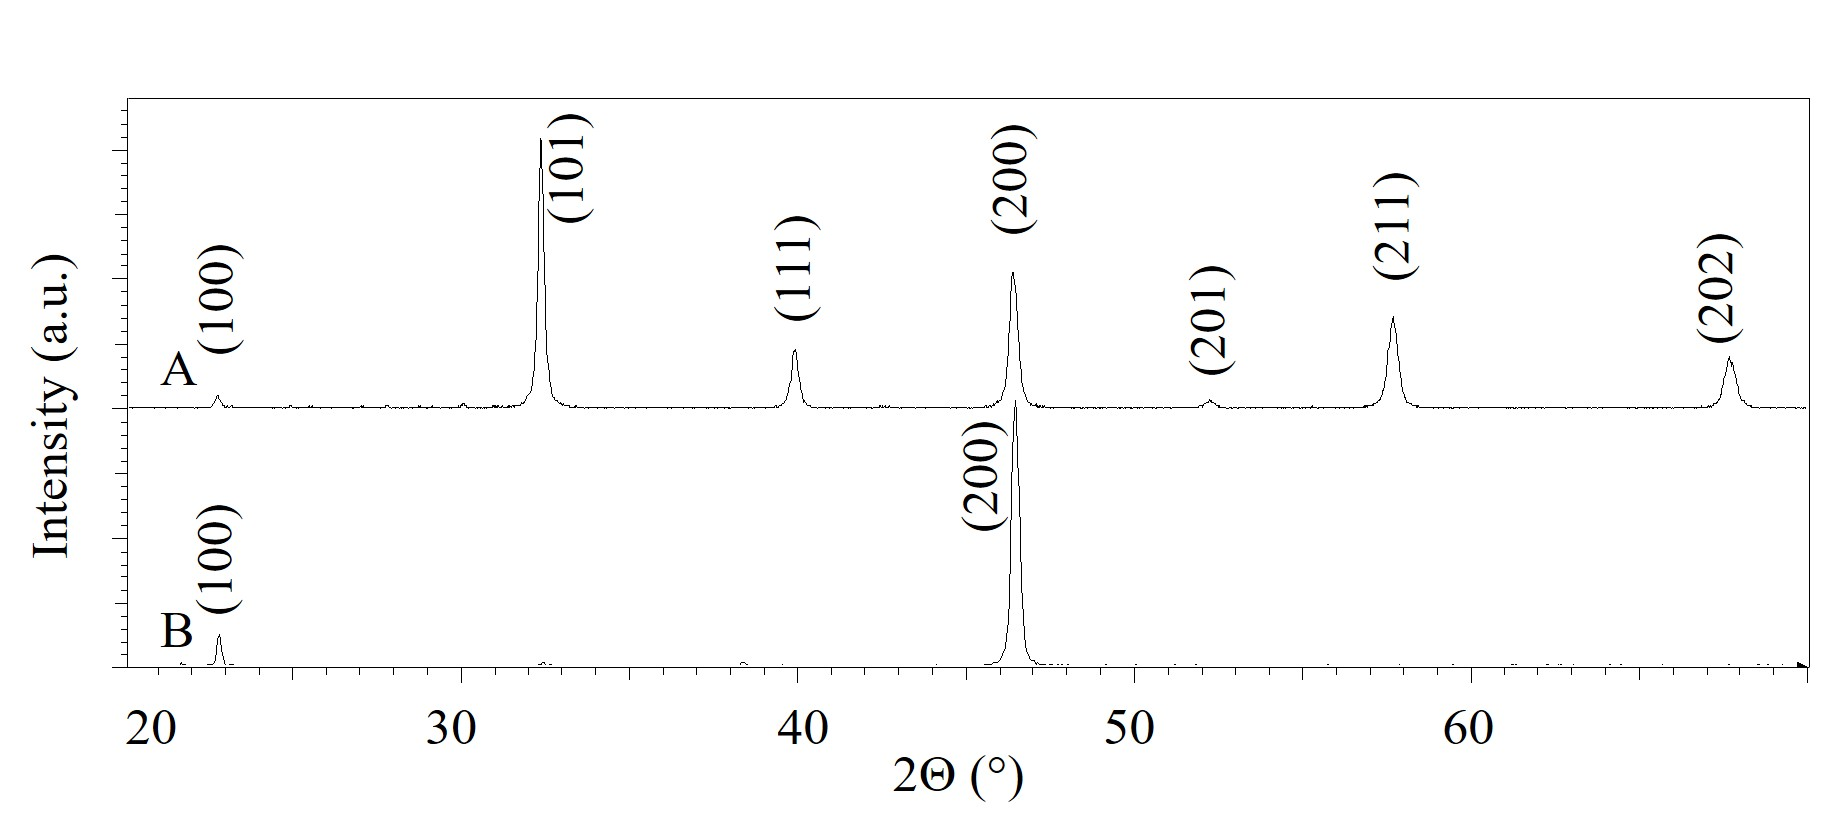 (101)
(200)
(211)
(111)
(202)
(100)
(201)
A
(200)
(100)
B
Intensity (a.u.)
20 30 40 50 60
2Θ (°)